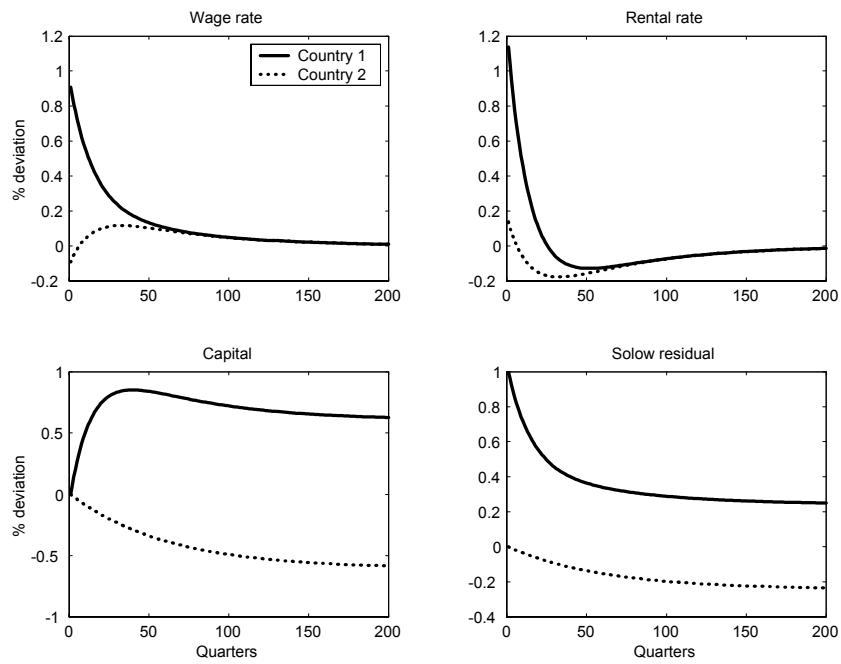 Wage rate
1.2
1
0.8
0.6
0.4
0.2
0
-0.2
% deviation
Country 1
Country 2
0 50 100 150 200
Rental rate
1.2
1
0.8
0.6
0.4
0.2
0
-0.2
0 50 100 150 200
Capital
1
0.5
0
-0.5
-1
% deviation
0 50 100 150 200
Quarters
Solow residual
1
0.8
0.6
0.4
0.2
0
-0.2
-0.4
0 50 100 150 200
Quarters